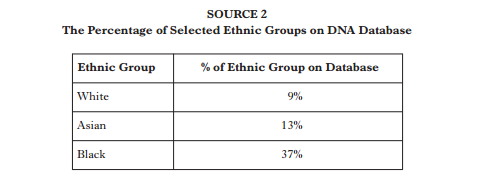 SOURCE 2
The Percentage of Selected Ethnic Groups on DNA Database
Ethnic Group % of Ethnic Group on Database
White 9%
Asian 13%
Black 37%